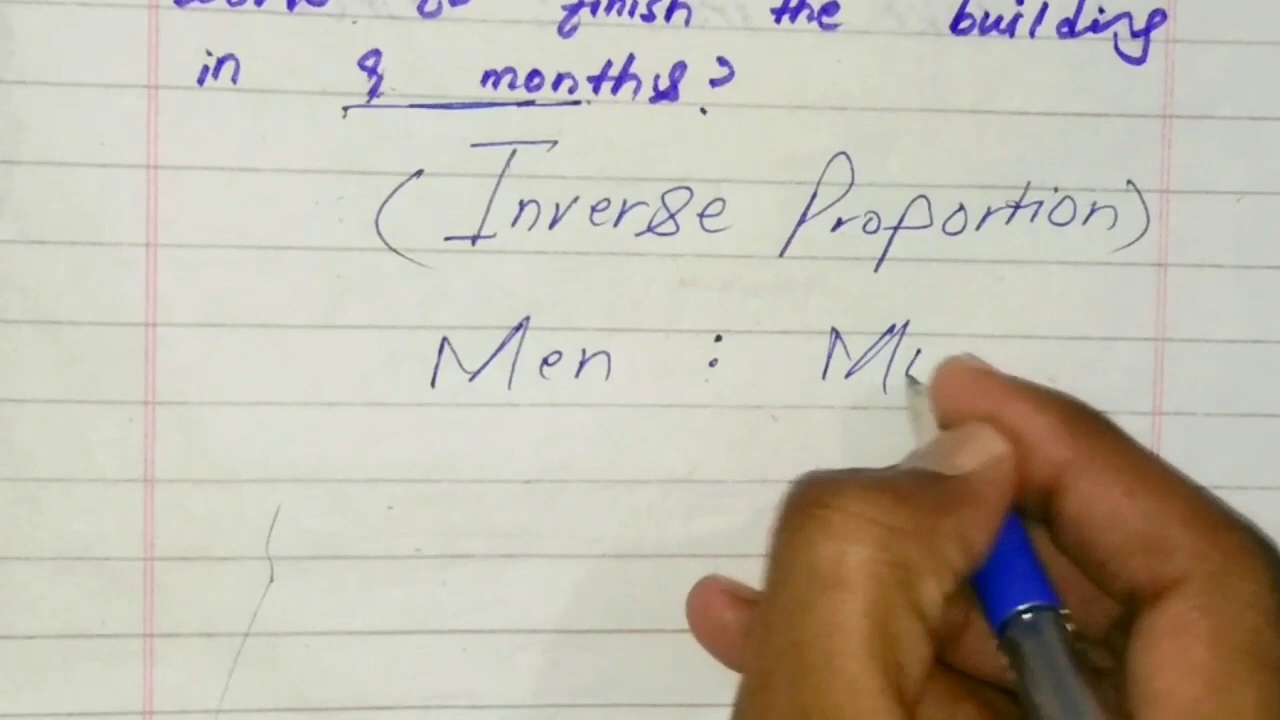 finish the building
in months?
(Inverse Proportion)
Men : M